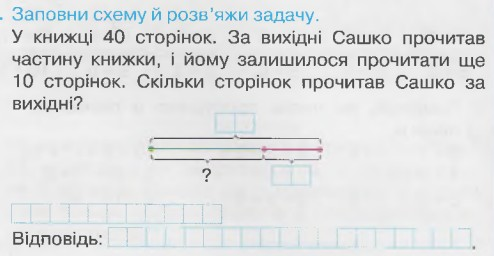 Заповни схему й розв'яжи задачу.
У книжці 40 сторінок. За вихідні Сашко прочитав
частину книжки, і йому залишилося прочитати ще
10 сторінок. Скільки сторінок прочитав Сашко за
вихідні?
?
Відповідь: